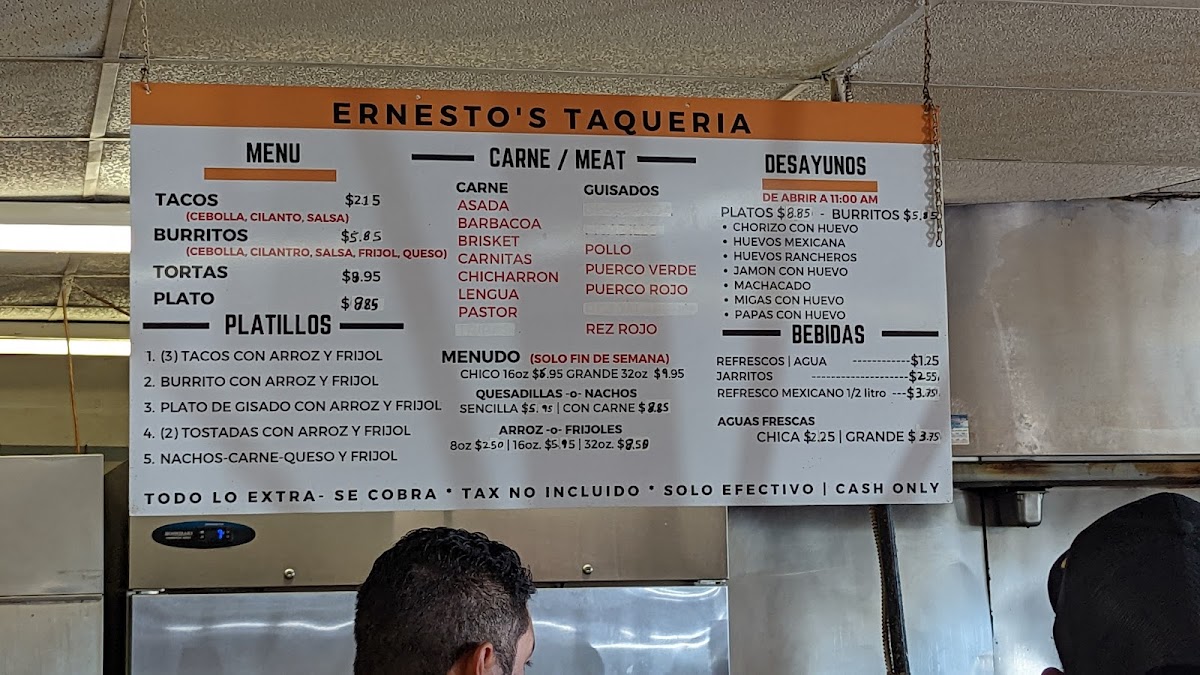 ERNESTO'S TAQUERIA
MENU
TACOS $2.15
(CEBOLLA, CILANTO, SALSA)
BURRITOS $5.85
(CEBOLLA, CILANTRO, SALSA, FRIJOL, QUESO)
TORTAS $8.95
PLATO $8.85
PLATILLOS
1. (3) TACOS CON ARROZ Y FRIJOL
2. BURRITO CON ARROZ Y FRIJOL
3. PLATO DE GISADO CON ARROZ Y FRIJOL
4. (2) TOSTADAS CON ARROZ Y FRIJOL
5. NACHOS-CARNE-QUESO Y FRIJOL
CARNE / MEAT
CARNE
ASADA
BARBACOA
BRISKET
CARNITAS
CHICHARRON
LENGUA
PASTOR
GUISADOS
POLLO
PUERCO VERDE
PUERCO ROJO
REZ ROJO
MENUDO (SOLO FIN DE SEMANA)
CHICO 16oz $6.95 GRANDE 32oz $9.95
QUESADILLAS -o- NACHOS
SENCILLA $5.95 | CON CARNE $8.85
ARROZ -o- FRIJOLES
8oz $2.50 | 16oz. $5.95 | 32oz. $8.50
DESAYUNOS
DE ABRIR A 11:00 AM
PLATOS $8.85 - BURRITOS
• CHORIZO CON HUEVO
• HUEVOS MEXICANA
• HUEVOS RANCHEROS
• JAMON CON HUEVO
• MACHACADO
• MIGAS CON HUEVO
• PAPAS CON HUEVO
BEBIDAS
REFRESCOS | AGUA ------------$1.25
JARRITOS ----------------------$2.55
REFRESCO MEXICANO 1/2 litro ---$3.75
AGUAS FRESCAS
CHICA $2.25 | GRANDE $3.75
TODO LO EXTRA- SE COBRA * TAX NO INCLUIDO * SOLO EFECTIVO | CASH ONLY